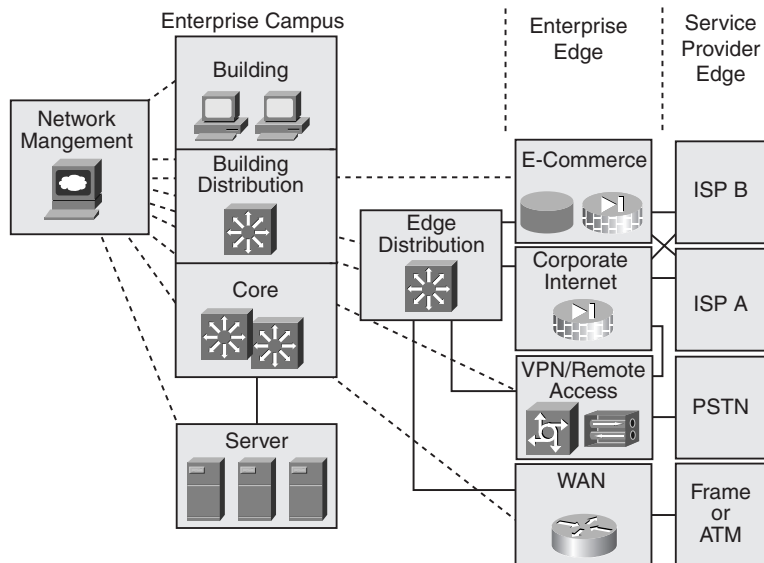 Enterprise Campus
Enterprise
Edge
Service
Provider
Edge
Building
Network
Mangement
Building
Distribution
E-Commerce
ISP B
Edge
Distribution
Corporate
Internet
ISP A
Core
VPN/Remote
Access
PSTN
Server
WAN
Frame
or
ATM